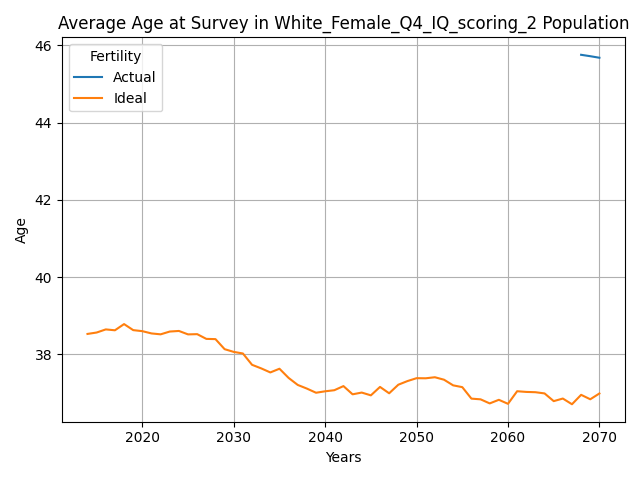 Average Age at Survey in White_Female_Q4_IQ_scoring_2 Population
Fertility
Actual
Ideal
46
44
42
40
38
Age
2020 2030 2040 2050 2060 2070
Years